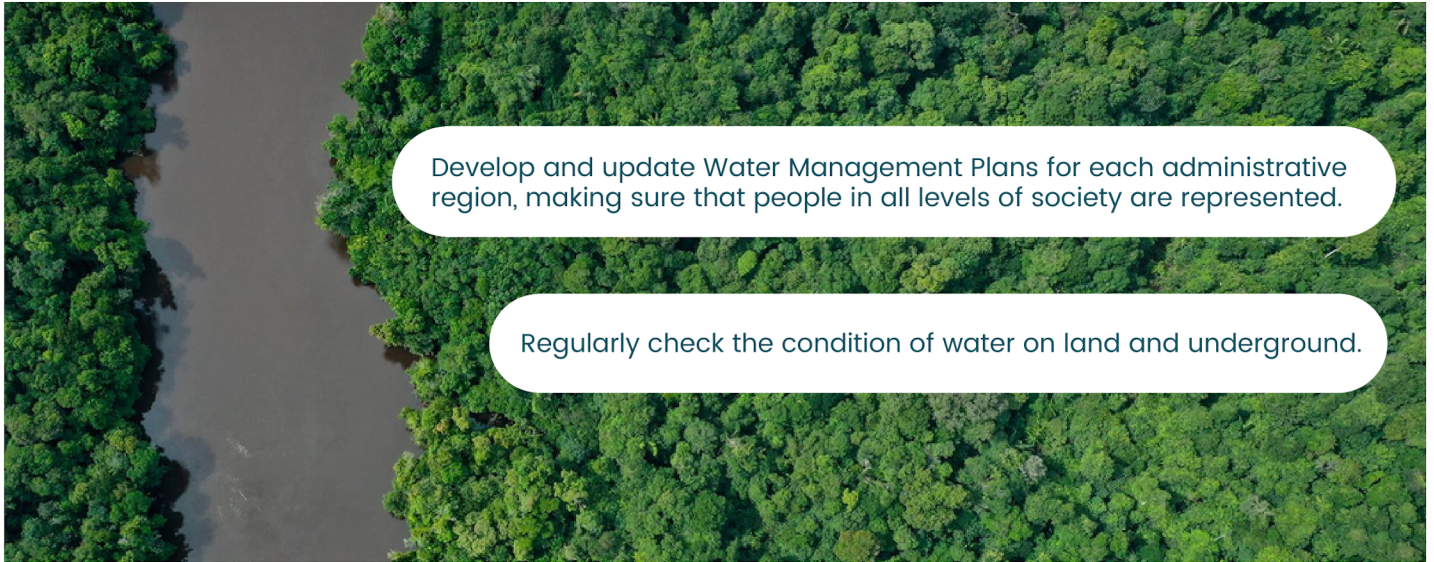 Develop and update Water Management Plans for each administrative
region, making sure that people in all levels of society are represented.
Regularly check the condition of water on land and underground.